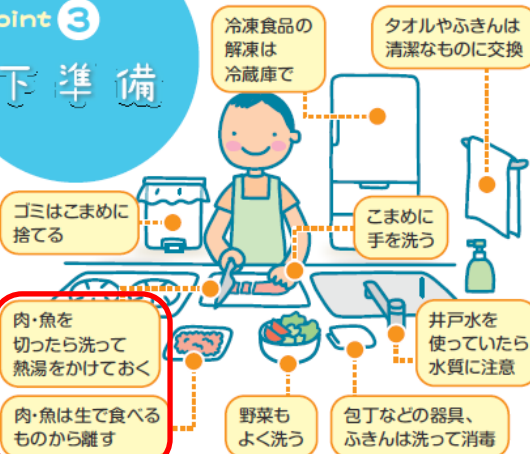 point 3
下準備
冷凍食品の
解凍は
冷蔵庫で
タオルやふきんは
清潔なものに交換
ゴミはこまめに
捨てる
こまめに
手を洗う
肉・魚を
切ったら洗って
熱湯をかけておく
井戸水を
使っていたら
水質に注意
肉・魚は生で食べる
ものから離す
野菜も
よく洗う
包丁などの器具、
ふきんは洗って消毒